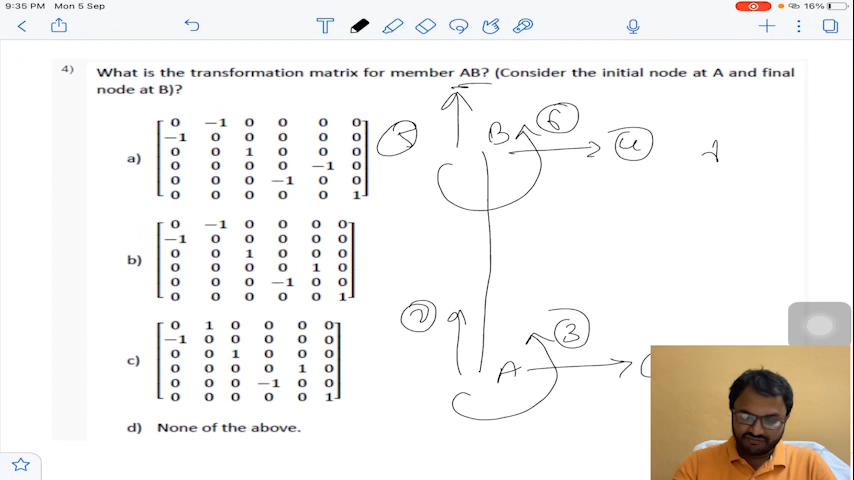 9:35 PM Mon 5 Sep
16%
4) What is the transformation matrix for member AB? (Consider the initial node at A and final
node at B)?
a)
0 -1 0 0 0 0
-1 0 0 0 0 0
0 0 1 0 0 0
0 0 0 0 -1 0
0 0 0 -1 0 0
0 0 0 0 0 1
b)
0 -1 0 0 0 0
-1 0 0 0 0 0
0 0 1 0 0 0
0 0 0 0 1 0
0 0 0 -1 0 0
0 0 0 0 0 1
c)
0 1 0 0 0 0
-1 0 0 0 0 0
0 0 1 0 0 0
0 0 0 0 1 0
0 0 0 -1 0 0
0 0 0 0 0 1
d) None of the above.
5
B
6
4
2
3
A